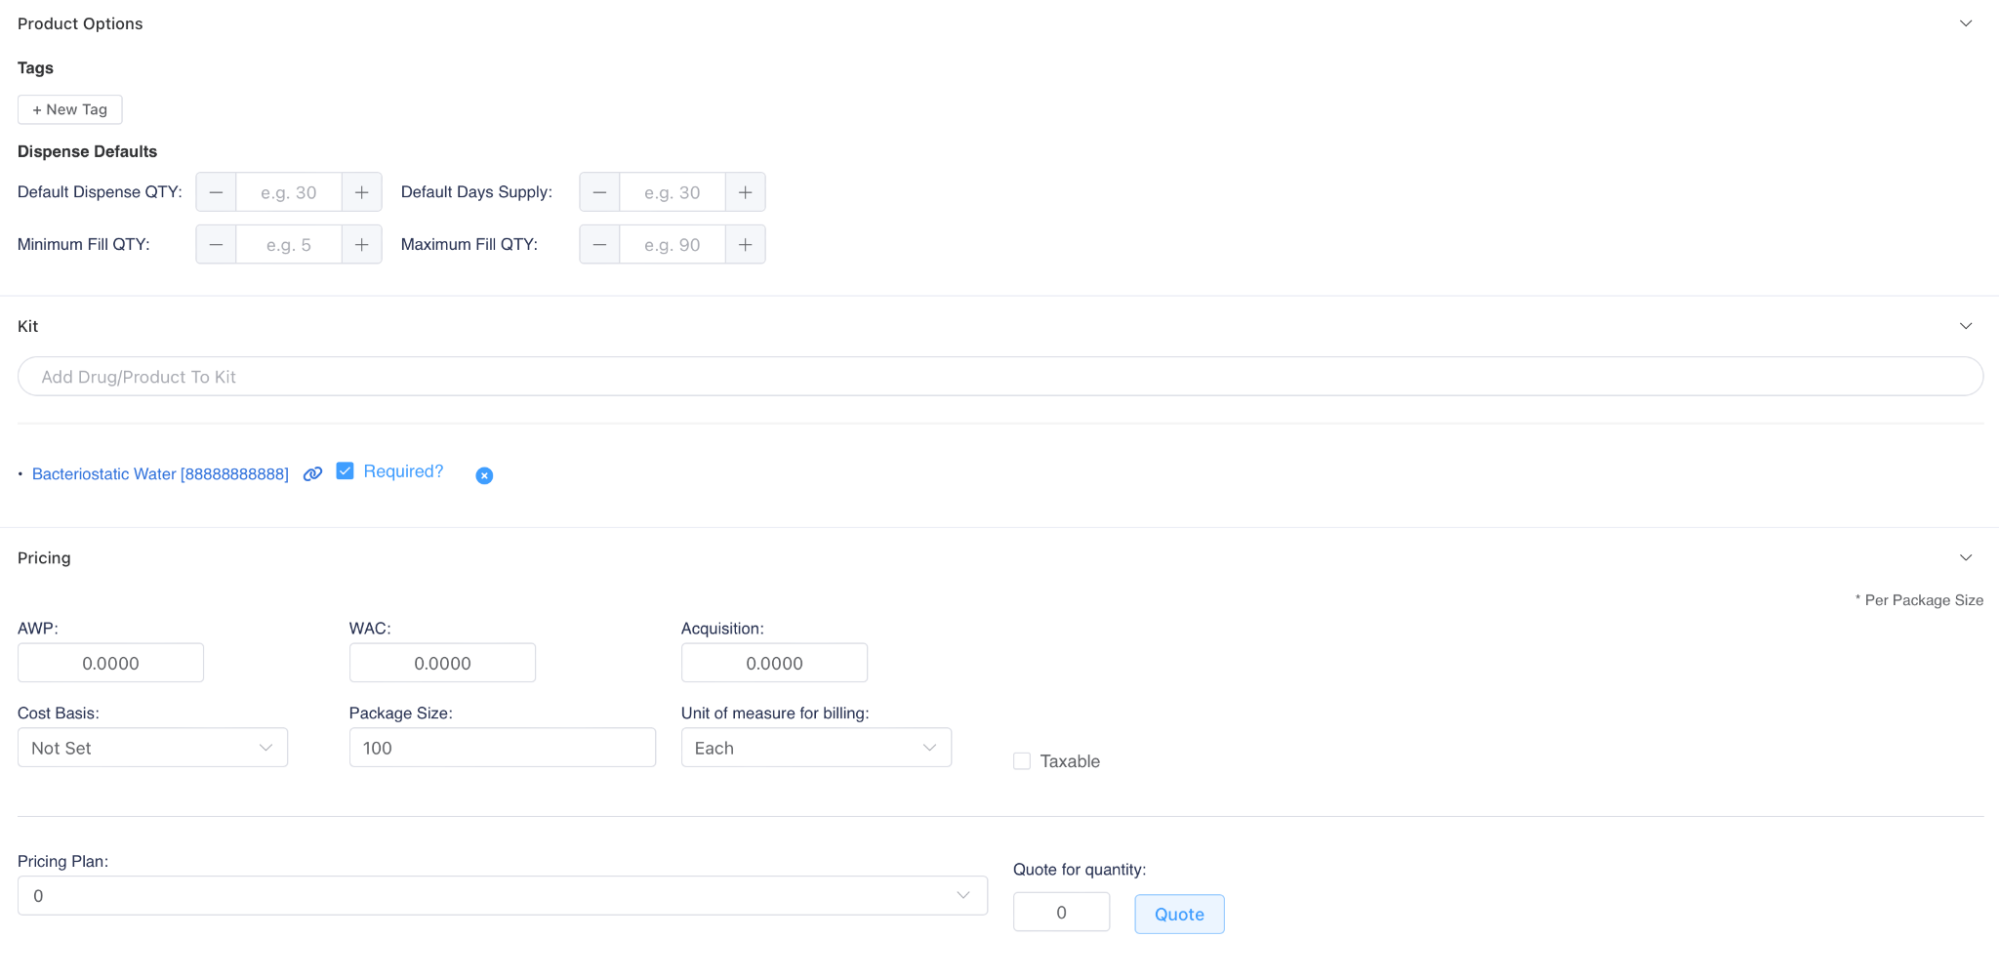 Product Options
Tags
+ New Tag
Dispense Defaults
Default Dispense QTY: e.g. 30 Default Days Supply: e.g. 30
Minimum Fill QTY: e.g. 5 Maximum Fill QTY: e.g. 90
Kit
Add Drug/Product To Kit
• Bacteriostatic Water [88888888888] Required?
Pricing
* Per Package Size
AWP: WAC: Acquisition:
0.0000 0.0000 0.0000
Cost Basis: Package Size: Unit of measure for billing:
Not Set 100 Each Taxable
Pricing Plan: Quote for quantity:
0 0 Quote